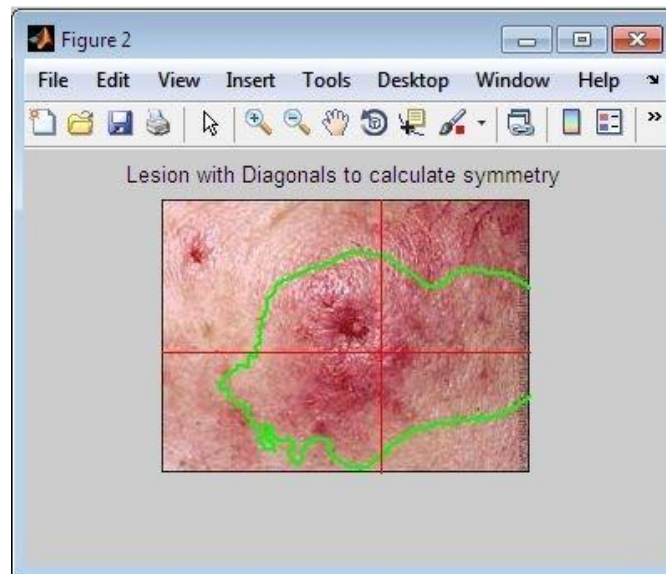 Figure 2
File Edit View Insert Tools Desktop Window Help
Lesion with Diagonals to calculate symmetry